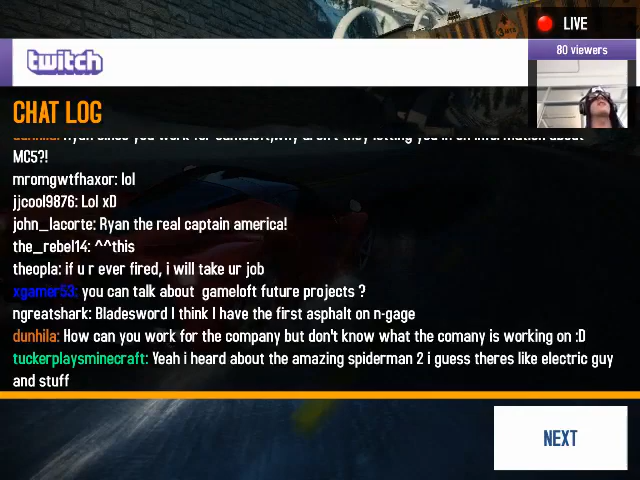 LIVE
80 viewers
twitch
CHAT LOG
MC5?!
mromgwtfhaxor: lol
jjcool9876: Lol xD
john_lacorte: Ryan the real captain america!
the_rebel14: ^^this
theopla: if u r ever fired, i will take ur job
xgamer53: you can talk about gameloft future projects ?
ngreatshark: Bladesword I think I have the first asphalt on n-gage
dunhila: How can you work for the company but don't know what the comany is working on :D
tuckerplaysminecraft: Yeah i heard about the amazing spiderman 2 i guess theres like electric guy
and stuff
NEXT